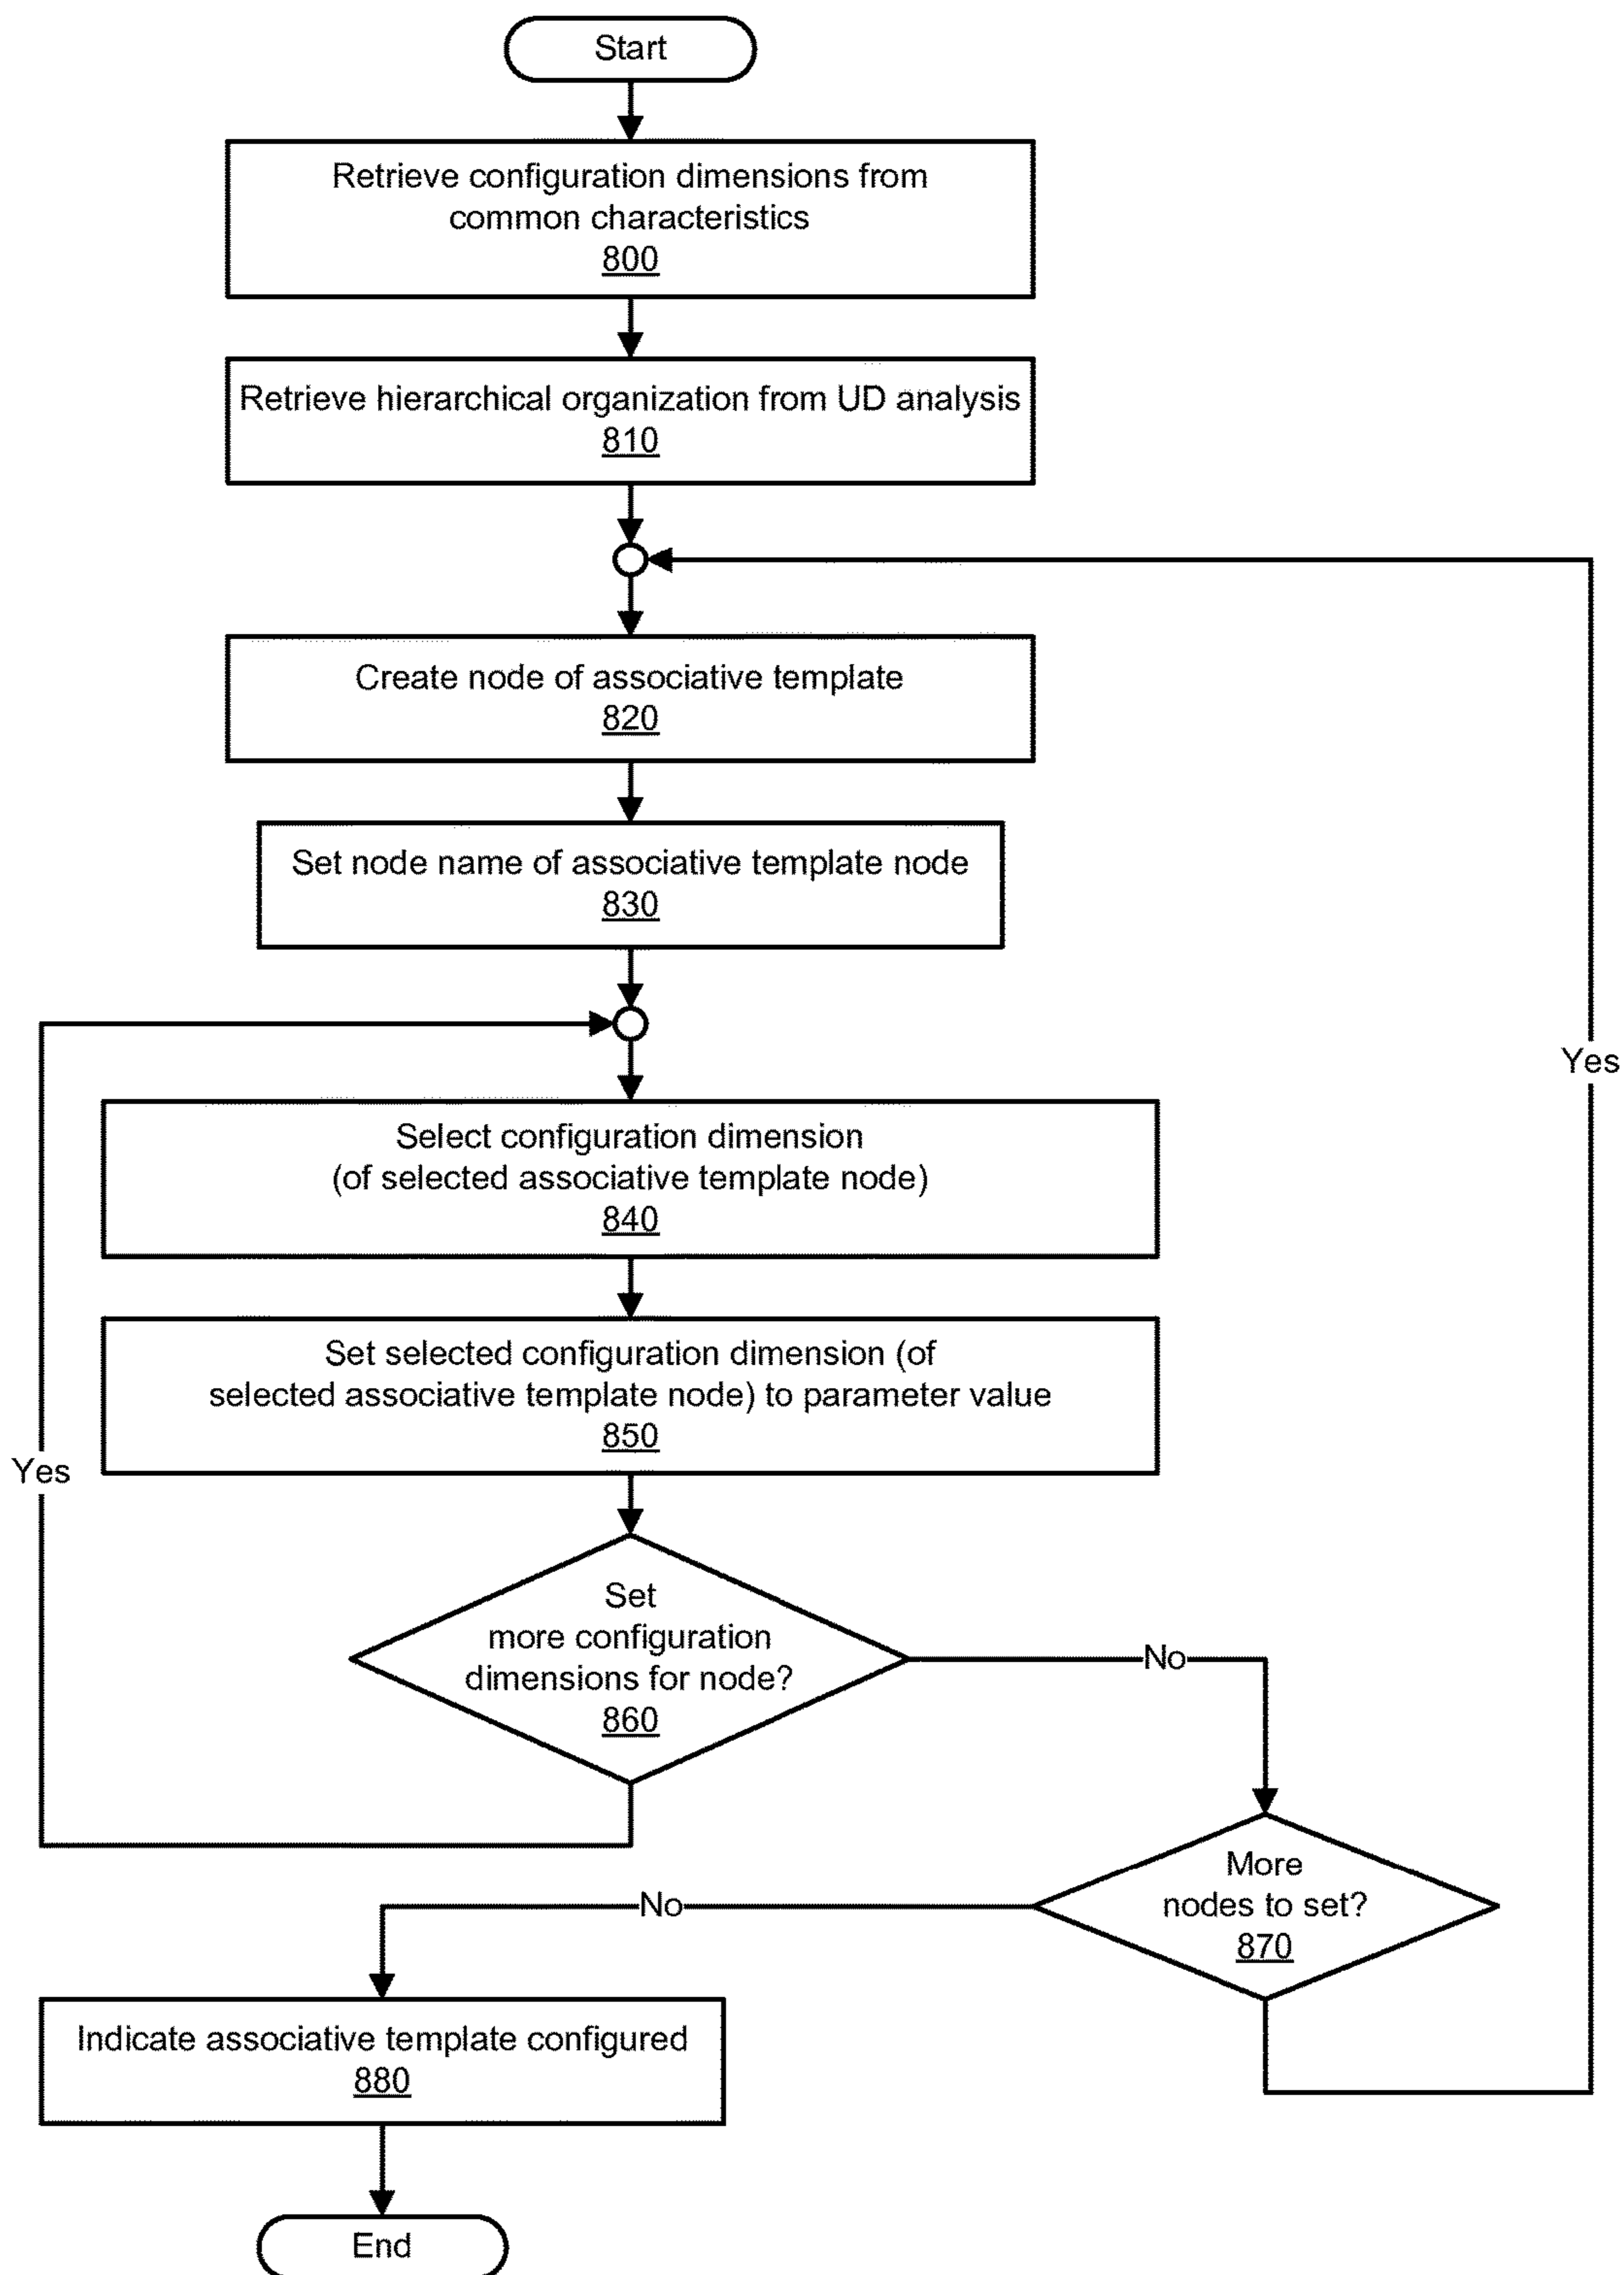 Start
Retrieve configuration dimensions from
common characteristics
800
Retrieve hierarchical organization from UD analysis
810
Create node of associative template
820
Set node name of associative template node
830
Yes
Select configuration dimension
(of selected associative template node)
840
Set selected configuration dimension (of
selected associative template node) to parameter value
850
Yes
Set
more configuration
dimensions for node?
860
No
More
nodes to set?
870
No
Indicate associative template configured
880
End